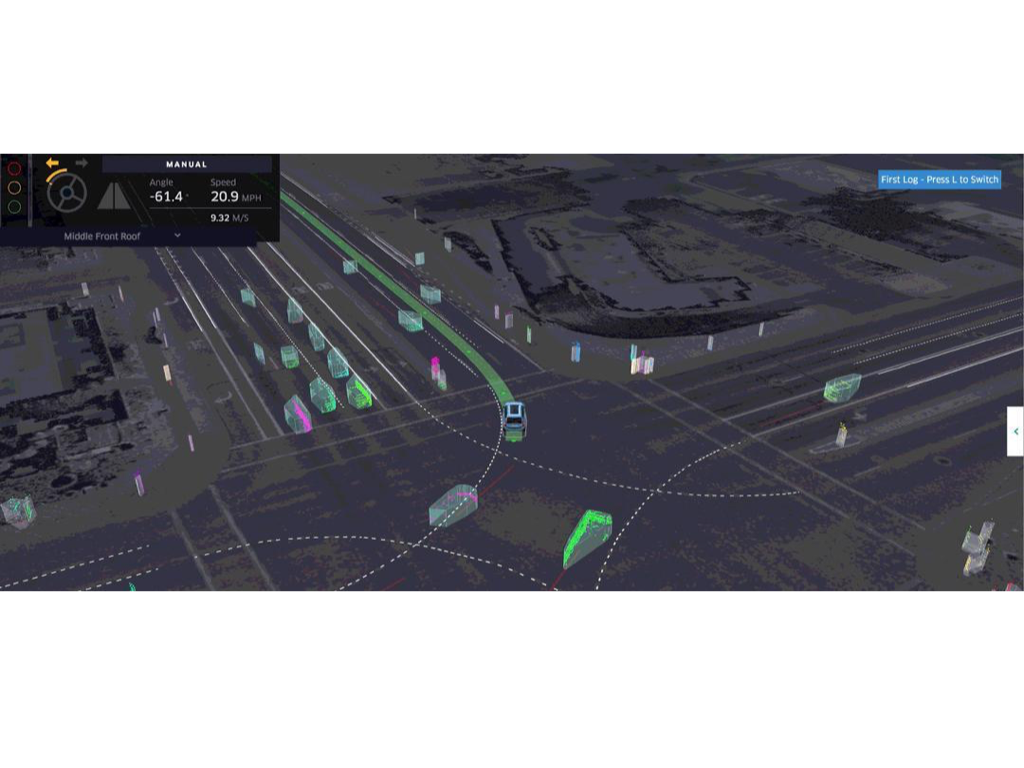 MANUAL
First Log - Press L to Switch
Angle Speed
-61.4° 20.9 MPH
9.32 M/S
Middle Front Roof